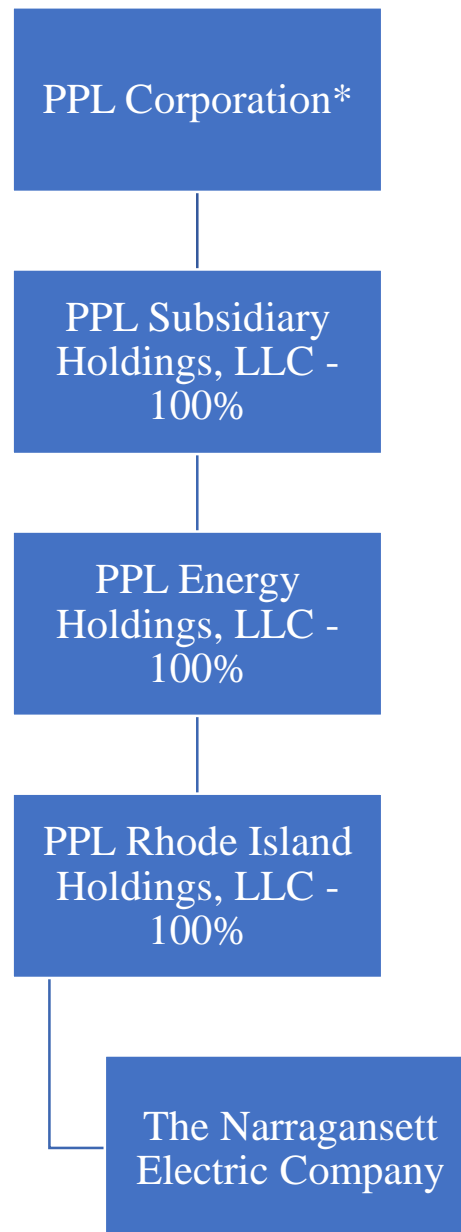 PPL Corporation*
PPL Subsidiary
Holdings, LLC -
100%
PPL Energy
Holdings, LLC -
100%
PPL Rhode Island
Holdings, LLC -
100%
The Narragansett
Electric Company